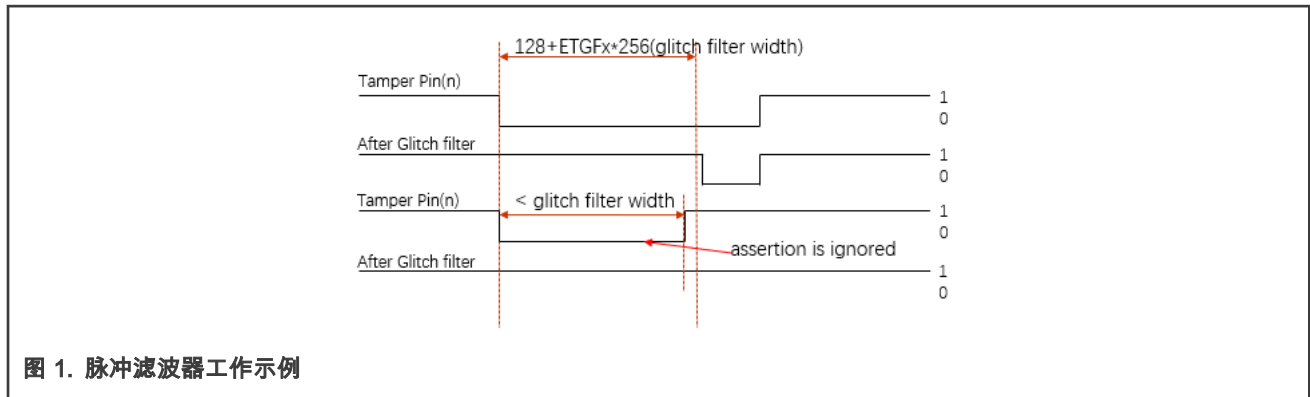 128+ETGFx*256(glitch filter width)
Tamper Pin(n)
1
0
After Glitch filter
1
0
Tamper Pin(n)
< glitch filter width
1
0
assertion is ignored
After Glitch filter
1
0
图 1. 脉冲滤波器工作示例